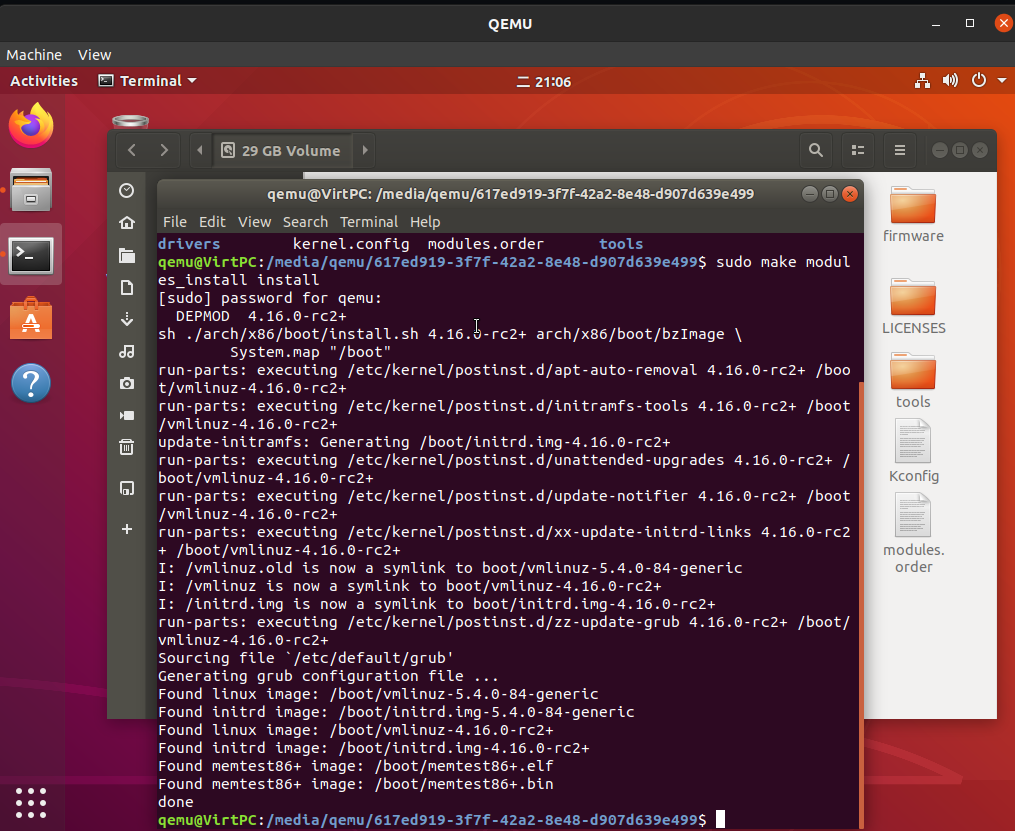 QEMU
Machine View
Activities Terminal 二 21:06
29 GB Volume
qemu@VirtPC: /media/qemu/617ed919-3f7f-42a2-8e48-d907d639e499
File Edit View Search Terminal Help
drivers kernel.config modules.order tools
qemu@VirtPC:/media/qemu/617ed919-3f7f-42a2-8e48-d907d639e499$ sudo make modul
es_install install
[sudo] password for qemu:
DEPMOD 4.16.0-rc2+
sh ./arch/x86/boot/install.sh 4.16.0-rc2+ arch/x86/boot/bzImage \
System.map "/boot"
run-parts: executing /etc/kernel/postinst.d/apt-auto-removal 4.16.0-rc2+ /boo
t/vmlinuz-4.16.0-rc2+
run-parts: executing /etc/kernel/postinst.d/initramfs-tools 4.16.0-rc2+ /boot
/vmlinuz-4.16.0-rc2+
update-initramfs: Generating /boot/initrd.img-4.16.0-rc2+
run-parts: executing /etc/kernel/postinst.d/unattended-upgrades 4.16.0-rc2+ /
boot/vmlinuz-4.16.0-rc2+
run-parts: executing /etc/kernel/postinst.d/update-notifier 4.16.0-rc2+ /boot
/vmlinuz-4.16.0-rc2+
run-parts: executing /etc/kernel/postinst.d/xx-update-initrd-links 4.16.0-rc2
+ /boot/vmlinuz-4.16.0-rc2+
I: /vmlinuz.old is now a symlink to boot/vmlinuz-5.4.0-84-generic
I: /vmlinuz is now a symlink to boot/vmlinuz-4.16.0-rc2+
I: /initrd.img is now a symlink to boot/initrd.img-4.16.0-rc2+
run-parts: executing /etc/kernel/postinst.d/zz-update-grub 4.16.0-rc2+ /boot/
vmlinuz-4.16.0-rc2+
Sourcing file `/etc/default/grub'
Generating grub configuration file ...
Found linux image: /boot/vmlinuz-5.4.0-84-generic
Found initrd image: /boot/initrd.img-5.4.0-84-generic
Found linux image: /boot/vmlinuz-4.16.0-rc2+
Found initrd image: /boot/initrd.img-4.16.0-rc2+
Found memtest86+ image: /boot/memtest86+.elf
Found memtest86+ image: /boot/memtest86+.bin
done
qemu@VirtPC:/media/qemu/617ed919-3f7f-42a2-8e48-d907d639e499$
firmware
LICENSES
tools
Kconfig
modules.
order